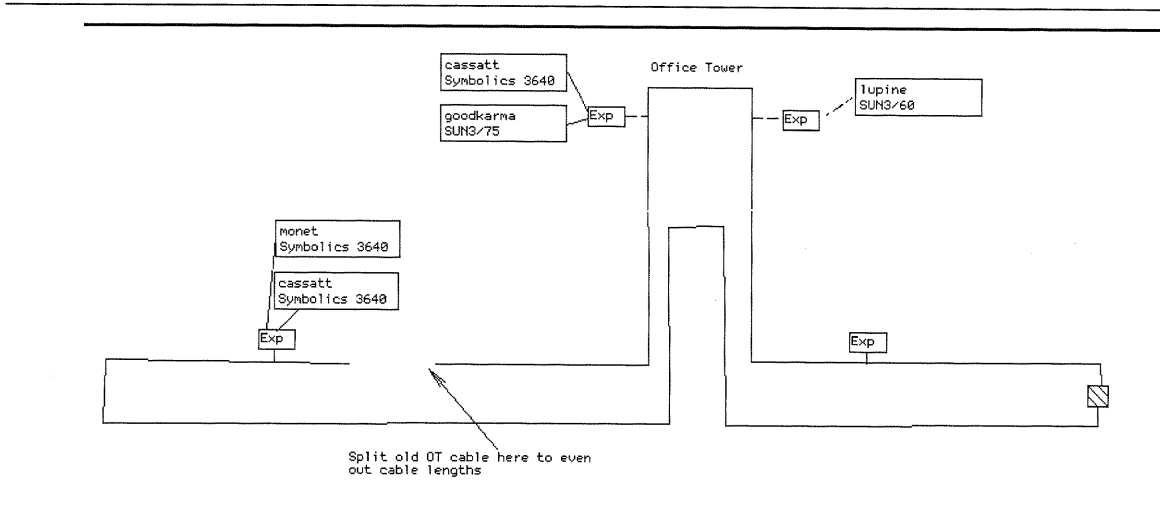 cassatt
Symbolics 3640
Office Tower
goodkarma
SUN3/75
Exp
Exp
lupine
SUN3/60
monet
Symbolics 3640
cassatt
Symbolics 3640
Exp
Exp
Split old OT cable here to even
out cable lengths